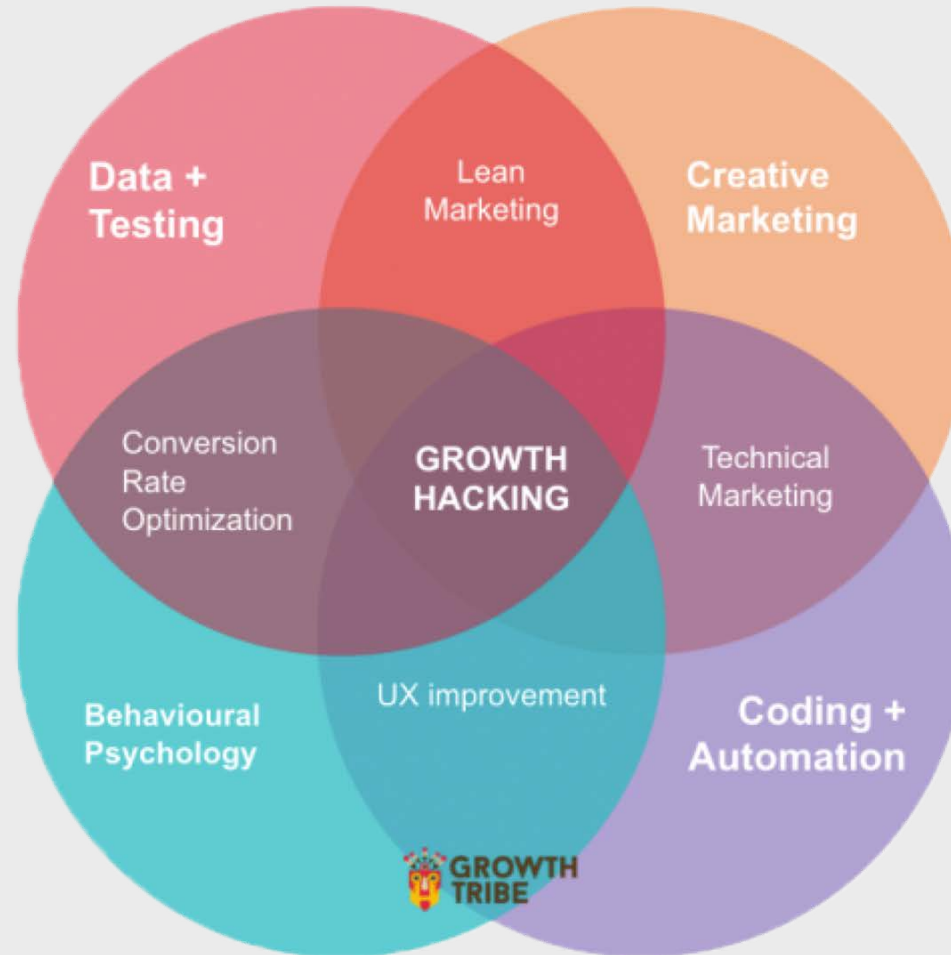 Data +
Testing
Lean
Marketing
Creative
Marketing
Conversion
Rate
Optimization
GROWTH
HACKING
Technical
Marketing
Behavioural
Psychology
UX improvement
Coding +
Automation
GROWTH
TRIBE